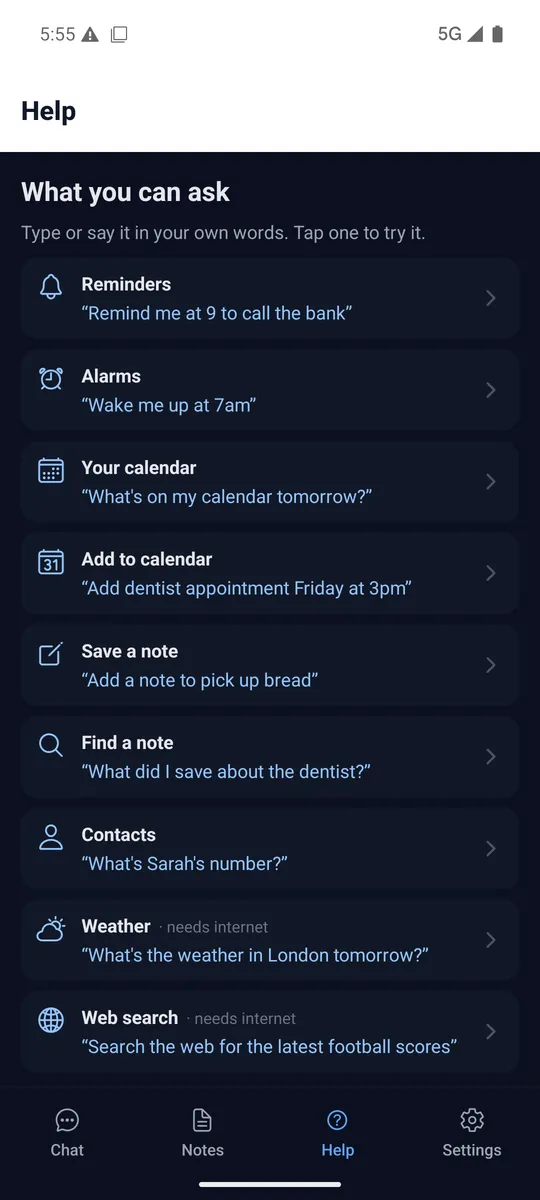 5:55
5G
Help
What you can ask
Type or say it in your own words. Tap one to try it.
Reminders
“Remind me at 9 to call the bank”
Alarms
“Wake me up at 7am”
Your calendar
“What's on my calendar tomorrow?”
31
Add to calendar
“Add dentist appointment Friday at 3pm”
Save a note
“Add a note to pick up bread”
Find a note
“What did I save about the dentist?”
Contacts
“What's Sarah's number?”
Weather · needs internet
“What's the weather in London tomorrow?”
Web search · needs internet
“Search the web for the latest football scores”
Chat
Notes
Help
Settings